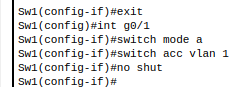 Sw1(config-if)#exit
Sw1(config)#int g0/1
Sw1(config-if)#switch mode a
Sw1(config-if)#switch acc vlan 1
Sw1(config-if)#no shut
Sw1(config-if)#